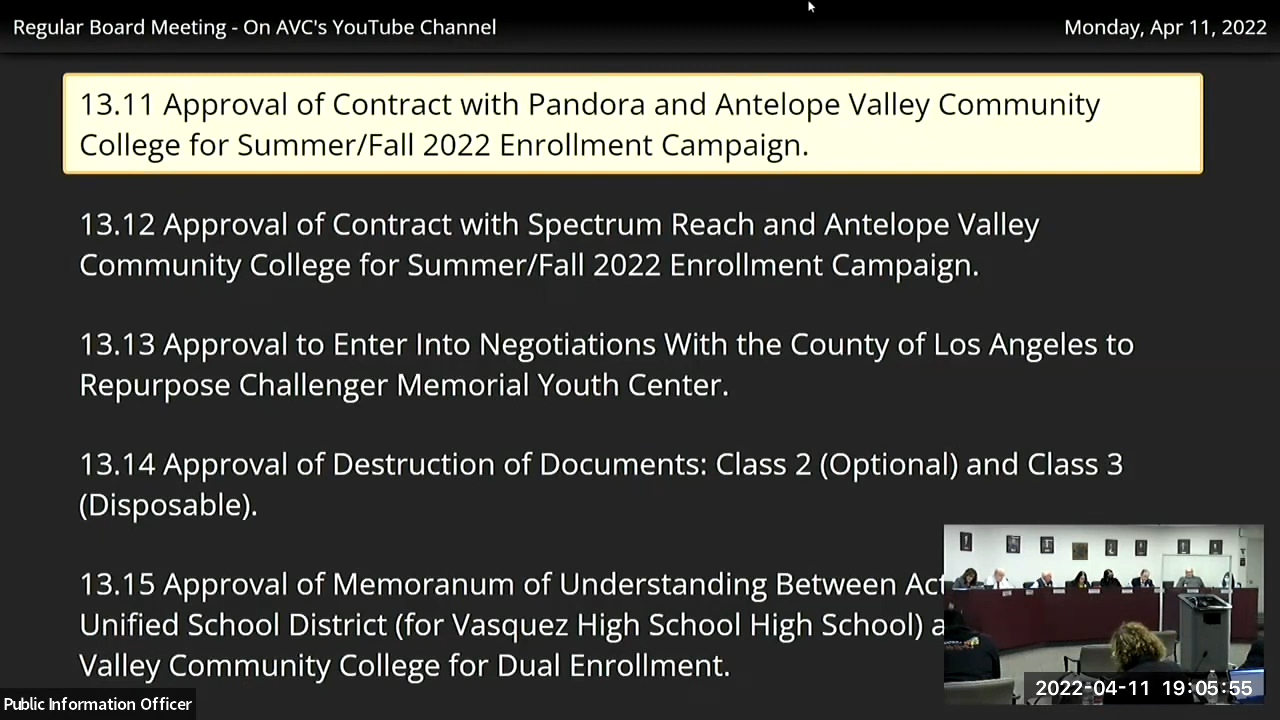 Regular Board Meeting - On AVC's YouTube Channel
Monday, Apr 11, 2022
13.11 Approval of Contract with Pandora and Antelope Valley Community
College for Summer/Fall 2022 Enrollment Campaign.
13.12 Approval of Contract with Spectrum Reach and Antelope Valley
Community College for Summer/Fall 2022 Enrollment Campaign.
13.13 Approval to Enter Into Negotiations With the County of Los Angeles to
Repurpose Challenger Memorial Youth Center.
13.14 Approval of Destruction of Documents: Class 2 (Optional) and Class 3
(Disposable).
13.15 Approval of Memoranum of Understanding Between Act
Unified School District (for Vasquez High School High School) a
Valley Community College for Dual Enrollment.
Public Information Officer
2022-04-11 19:05:55